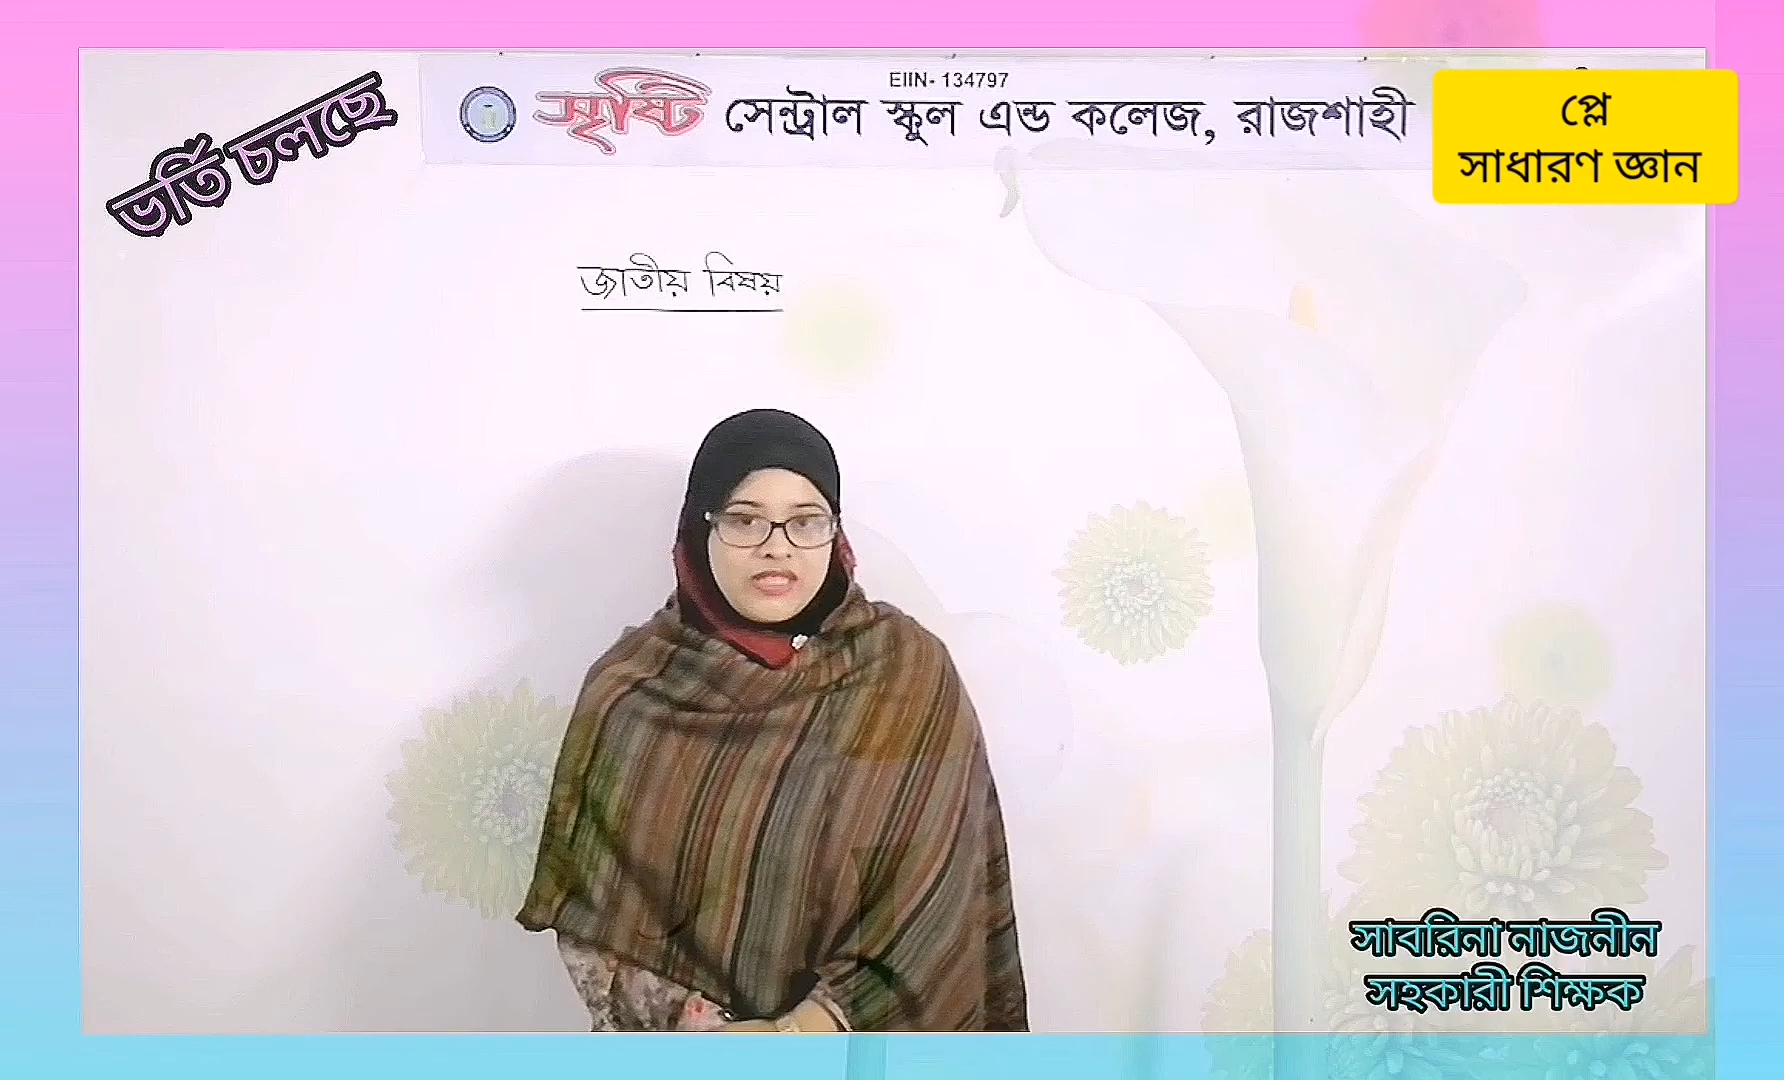 ভর্তি চলছে
EIIN- 134797
সৃষ্টি সেন্ট্রাল স্কুল এন্ড কলেজ, রাজশাহী
প্লে
সাধারণ জ্ঞান
জাতীয় বিষয়
সাবরিনা নাজনীন
সহকারী শিক্ষক